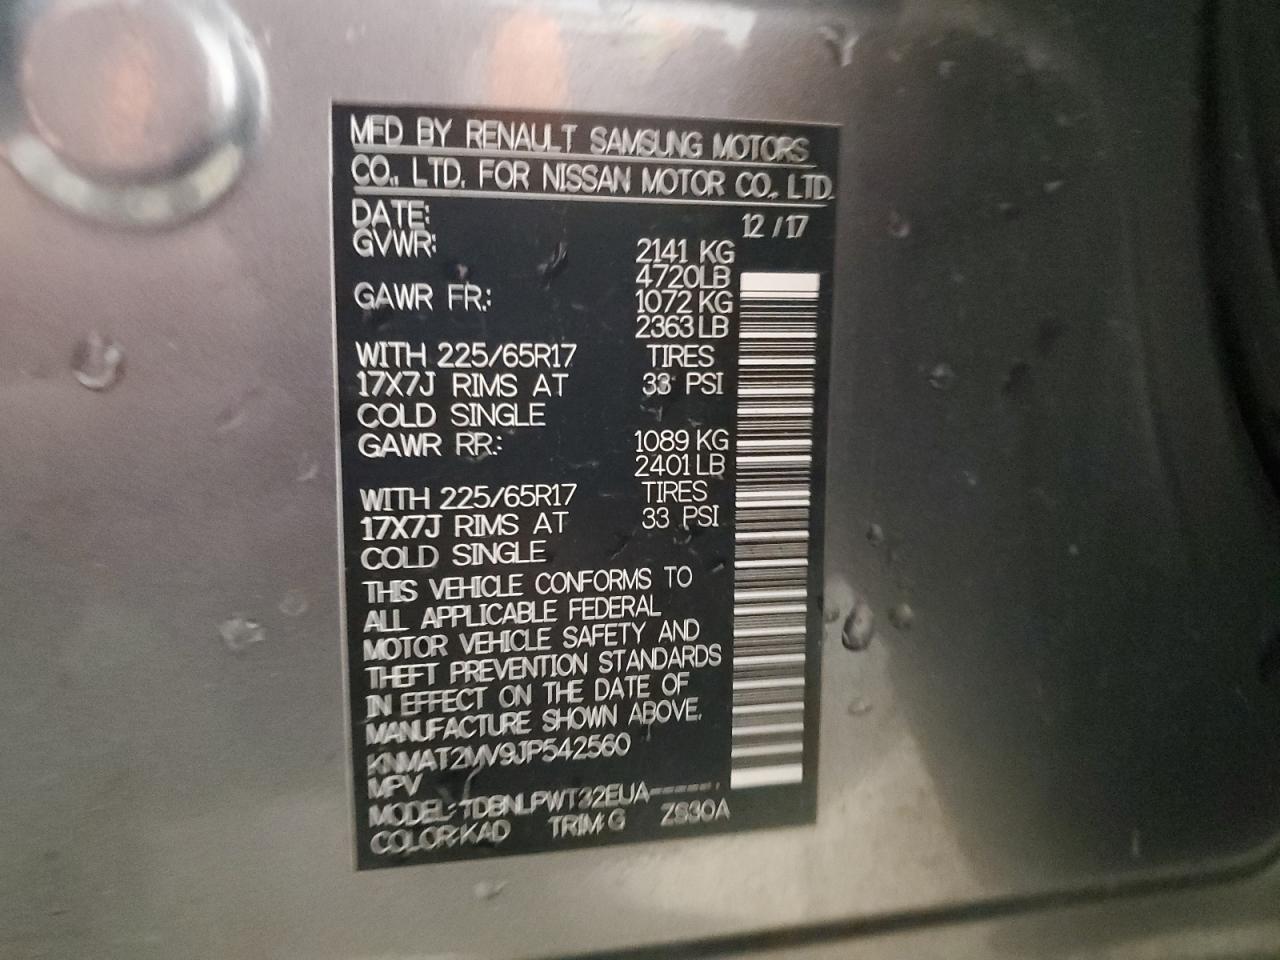 MFD BY RENAULT SAMSUNG MOTORS
CO., LTD. FOR NISSAN MOTOR CO., LTD.
DATE: 12 / 17
GVWR: 2141 KG
4720LB
GAWR FR.: 1072 KG
2363 LB
WITH 225/65R17 TIRES
17X7J RIMS AT 33 PSI
COLD SINGLE
GAWR RR.: 1089 KG
2401 LB
WITH 225/65R17 TIRES
17X7J RIMS AT 33 PSI
COLD SINGLE
THIS VEHICLE CONFORMS TO
ALL APPLICABLE FEDERAL
MOTOR VEHICLE SAFETY AND
THEFT PREVENTION STANDARDS
IN EFFECT ON THE DATE OF
MANUFACTURE SHOWN ABOVE.
KNMAT2MV9JP542560
MPV
MODEL: TDBNLPWT32EUA-----
COLOR:KAD TRIM:G ZS30A